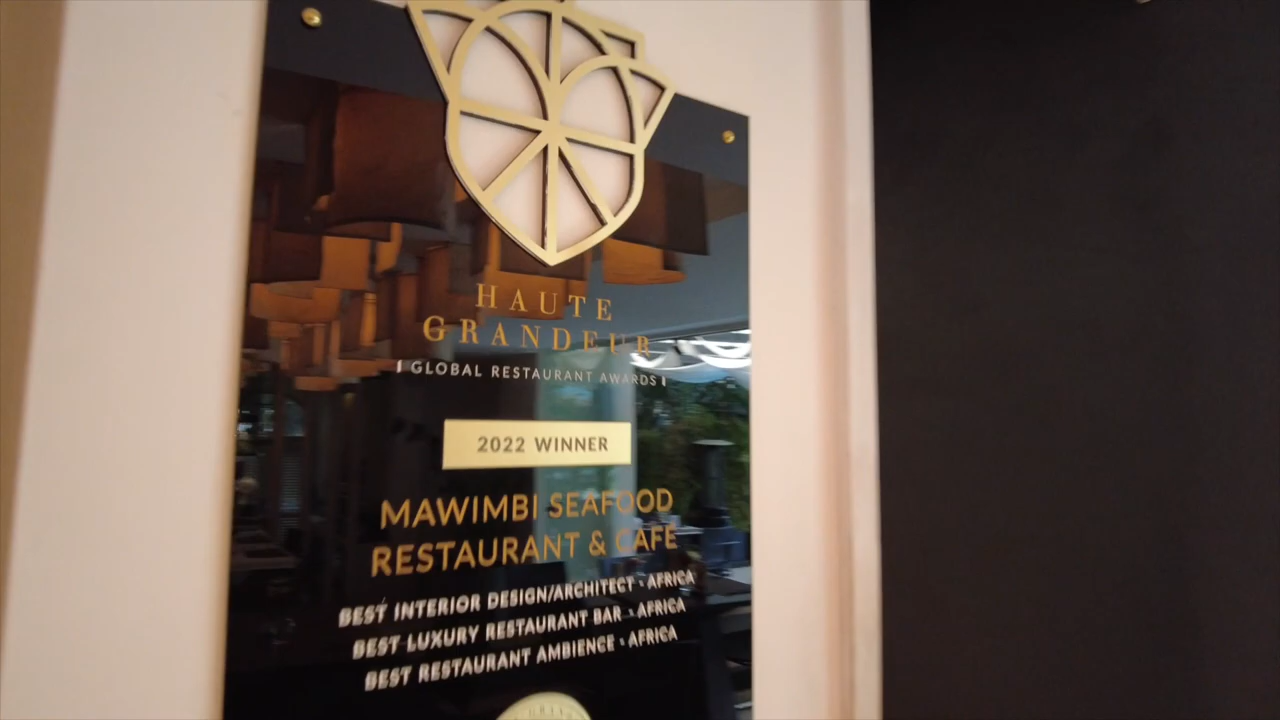 HAUTE
GRANDEUR
GLOBAL RESTAURANT AWARDS
2022 WINNER
MAWIMBI SEAFOOD
RESTAURANT & CAFE
BEST INTERIOR DESIGN/ARCHITECT - AFRICA
BEST LUXURY RESTAURANT BAR - AFRICA
BEST RESTAURANT AMBIENCE - AFRICA